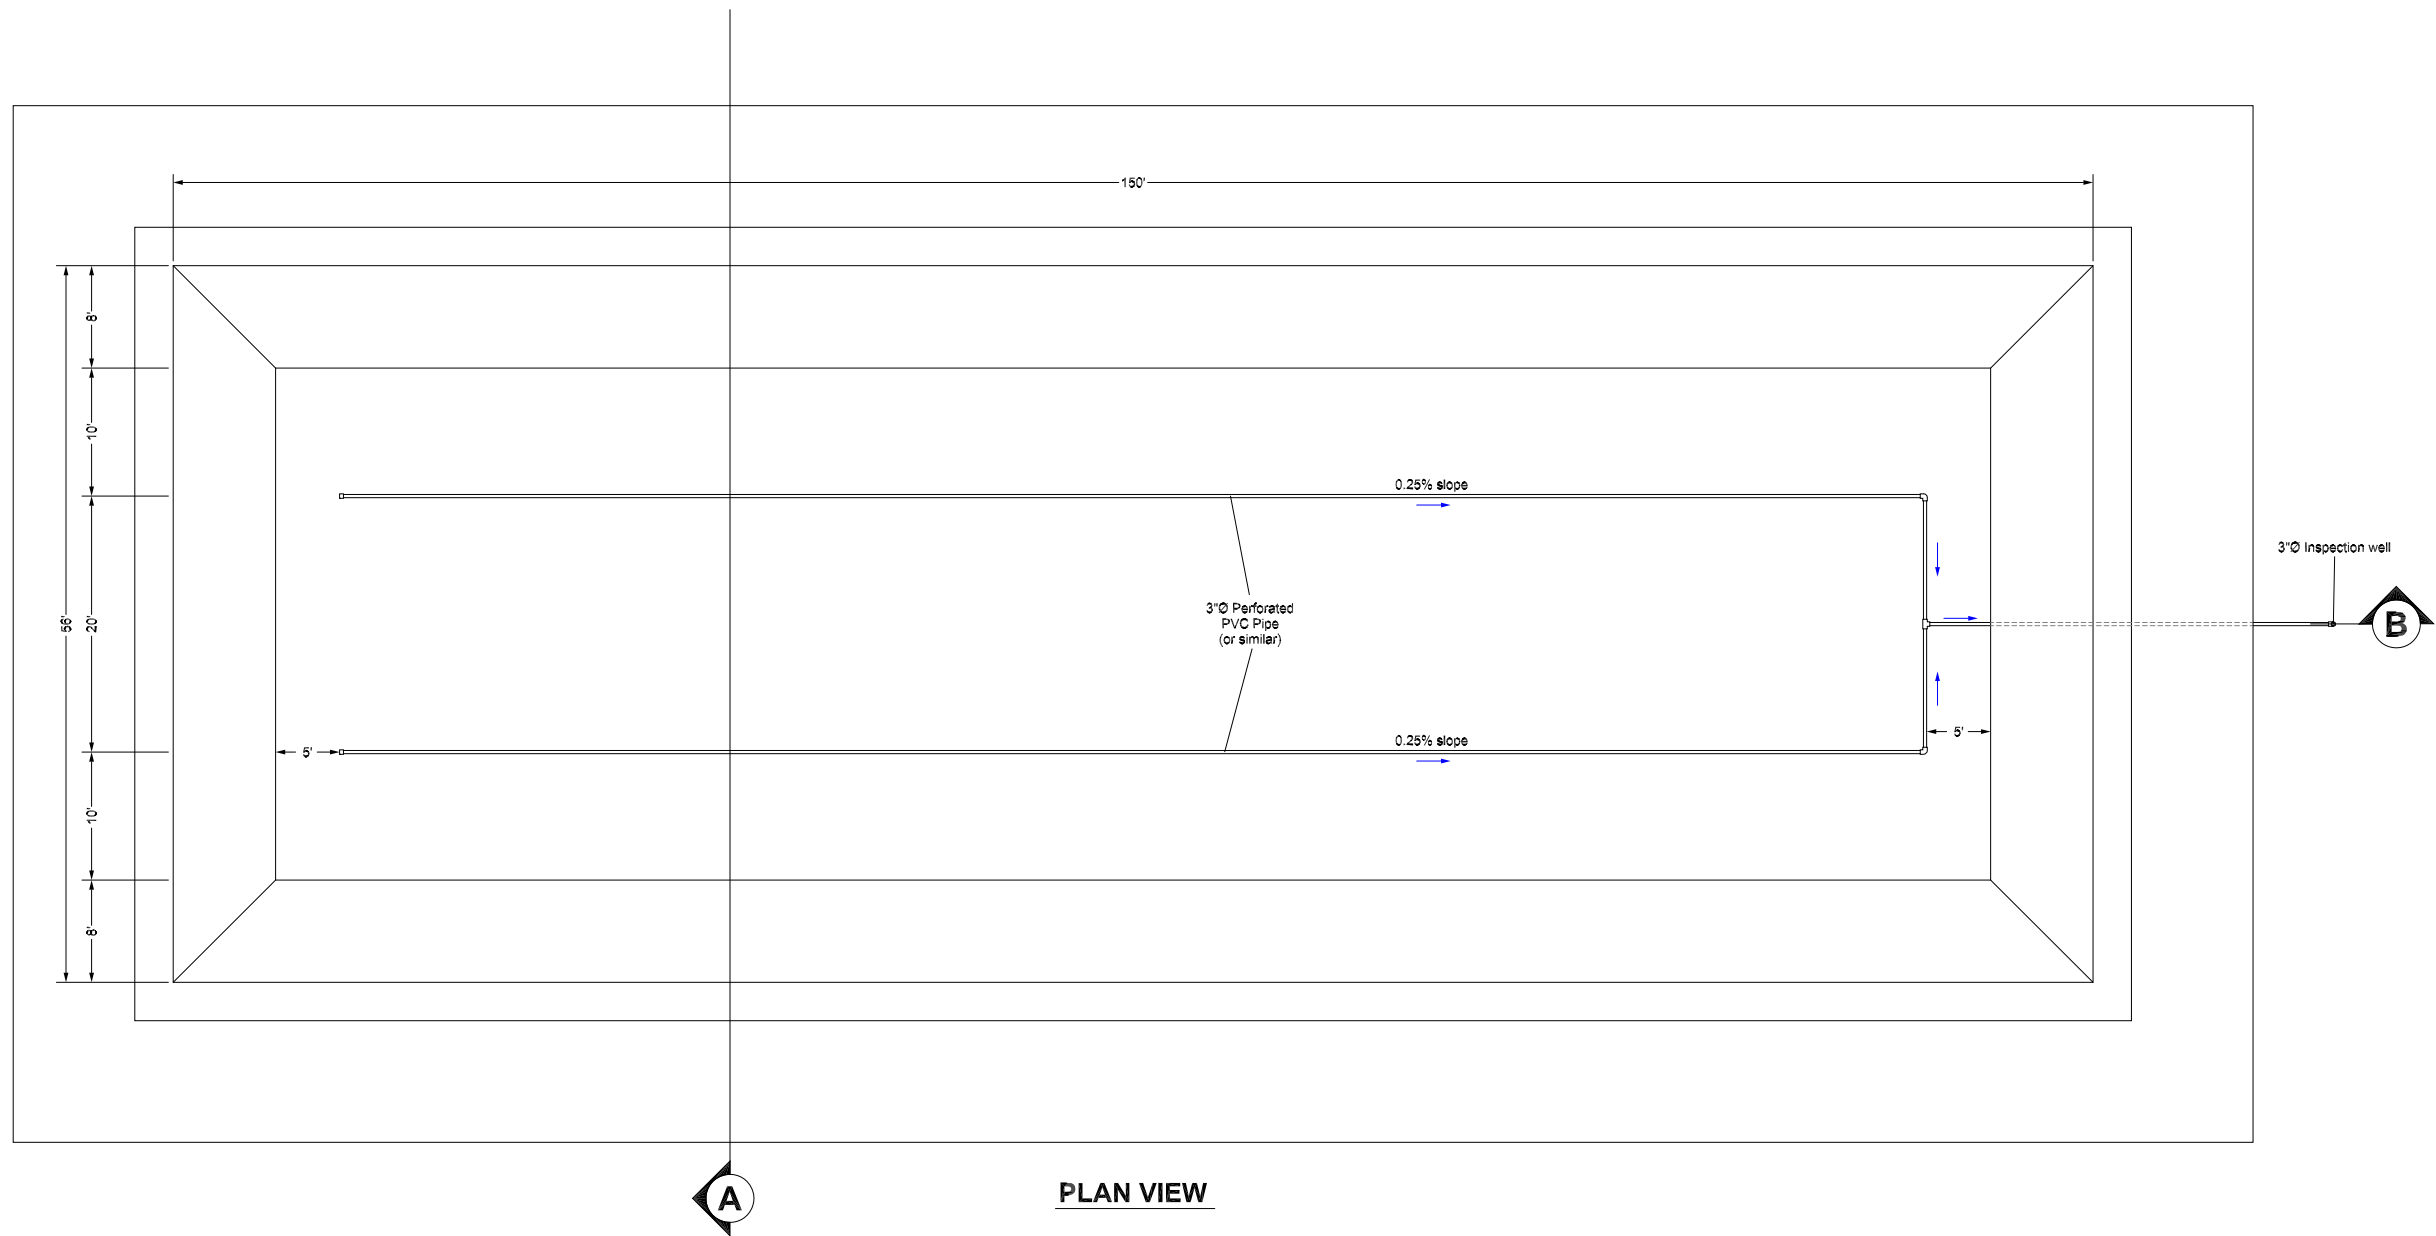 150'
8'
10'
0.25% slope
3"Ø Inspection well
3"Ø Perforated
PVC Pipe
(or similar)
56'
20'
B
5'
0.25% slope
5'
10'
8'
A
PLAN VIEW